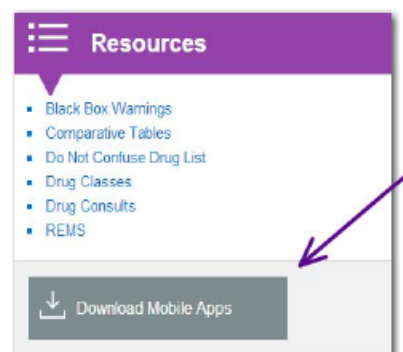 Resources
Black Box Warnings
Comparative Tables
Do Not Confuse Drug List
Drug Classes
Drug Consults
REMS
Download Mobile Apps